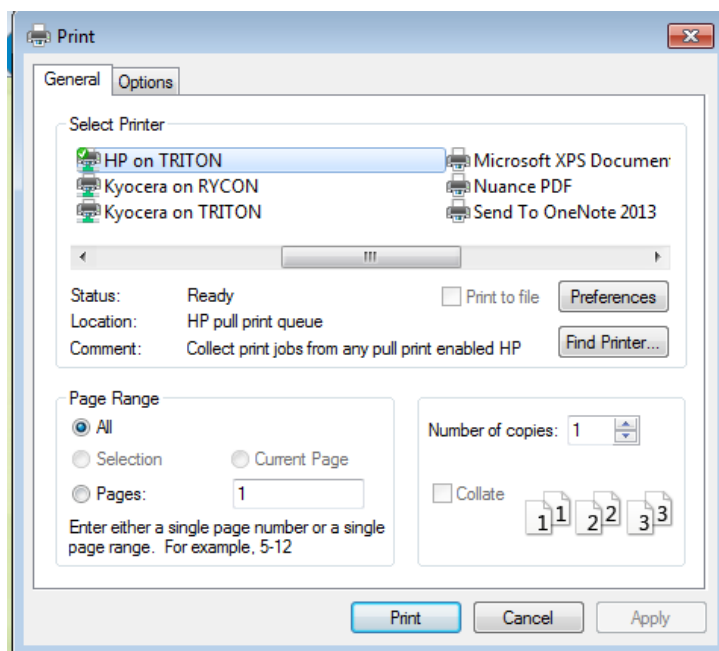 Print
General Options
Select Printer
HP on TRITON
Kyocera on RYCON
Kyocera on TRITON
Microsoft XPS Documen
Nuance PDF
Send To OneNote 2013
Status: Ready
Location: HP pull print queue
Comment: Collect print jobs from any pull print enabled HP
Print to file
Preferences
Find Printer...
Page Range
All
Selection Current Page
Pages: 1
Enter either a single page number or a single
page range. For example, 5-12
Number of copies: 1
Collate
1 1 2 2 3 3
Print Cancel Apply